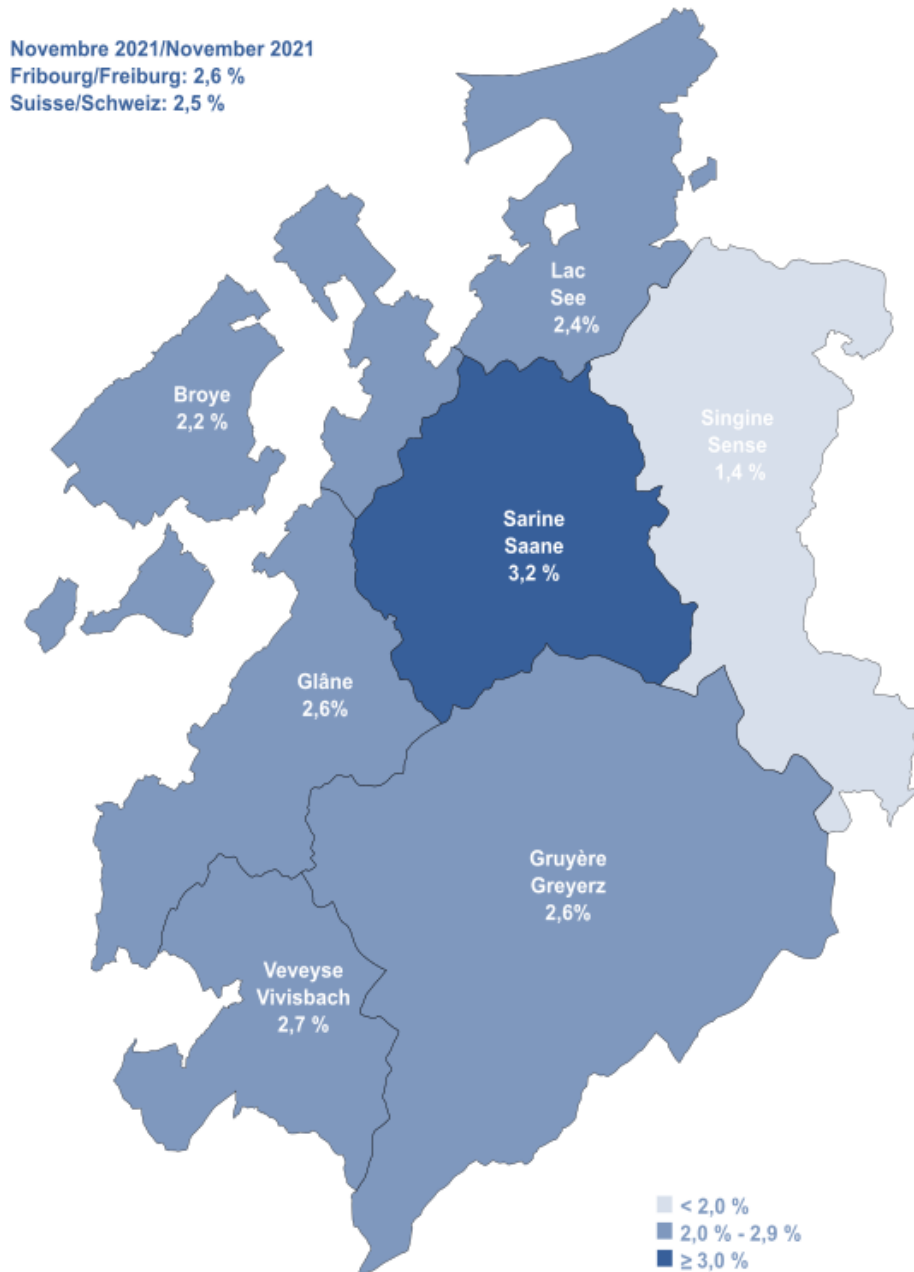 Novembre 2021/November 2021
Fribourg/Freiburg: 2,6 %
Suisse/Schweiz: 2,5 %
Lac
See
2,4%
Broye
2,2 %
Singine
Sense
1,4 %
Sarine
Saane
3,2 %
Glâne
2,6%
Gruyère
Greyerz
2,6%
Veveyse
Vivisbach
2,7 %
< 2,0 %
2,0 % - 2,9 %
≥ 3,0 %